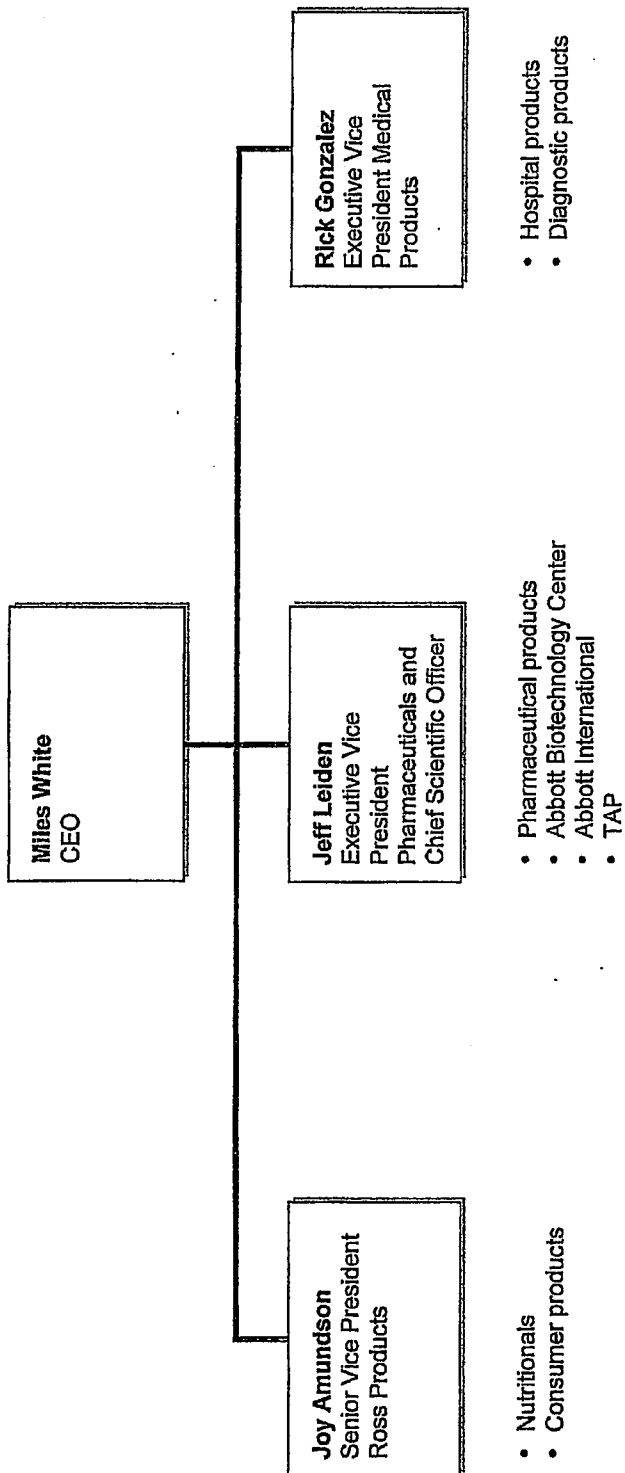 Miles White
CEO
Joy Amundson
Senior Vice President
Ross Products
Jeff Leiden
Executive Vice
President
Pharmaceuticals and
Chief Scientific Officer
Rick Gonzalez
Executive Vice
President Medical
Products
• Nutritionals
• Consumer products
• Pharmaceutical products
• Abbott Biotechnology Center
• Abbott International
• TAP
• Hospital products
• Diagnostic products